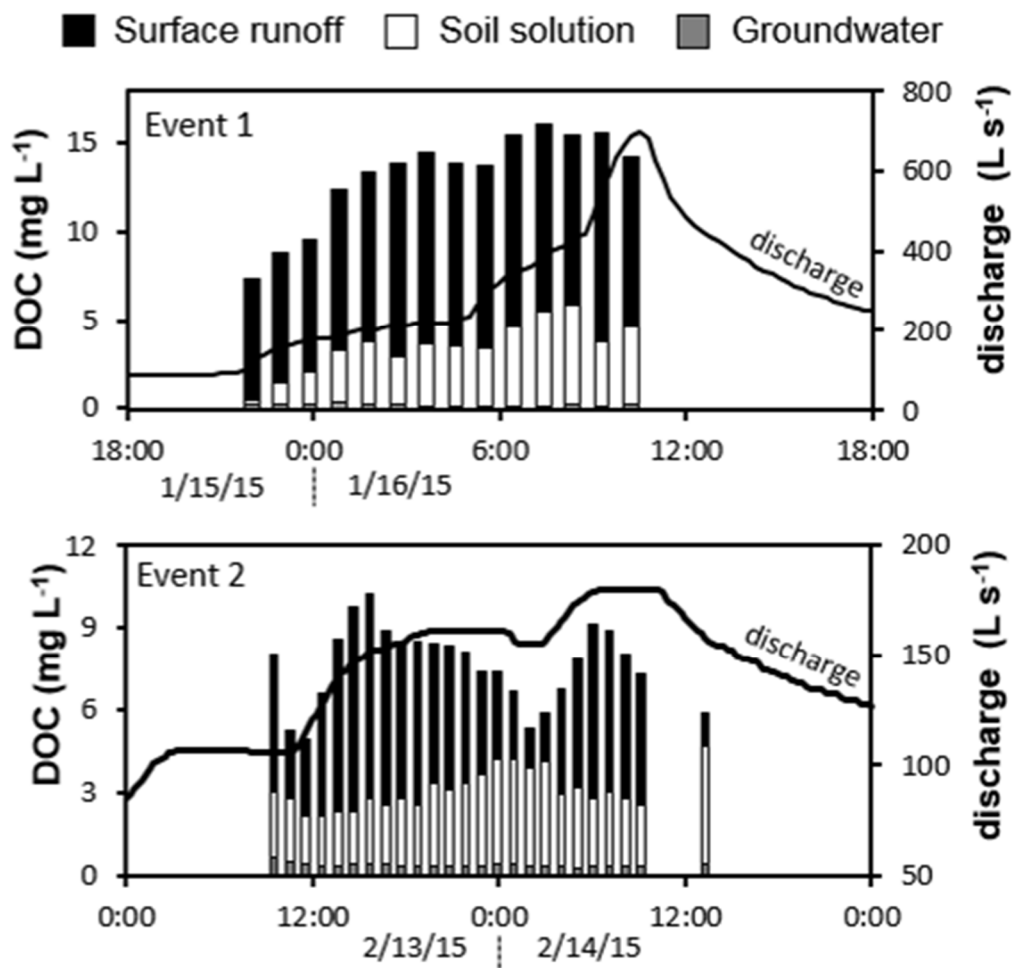 Surface runoff Soil solution Groundwater
Event 1
DOC (mg L⁻¹)
15
10
5
0
800
600
400
200
0
discharge (L s⁻¹)
discharge
18:00 0:00 6:00 12:00 18:00
1/15/15 1/16/15
Event 2
DOC (mg L⁻¹)
12
9
6
3
0
200
150
100
50
discharge (L s⁻¹)
discharge
0:00 12:00 0:00 12:00 0:00
2/13/15 2/14/15